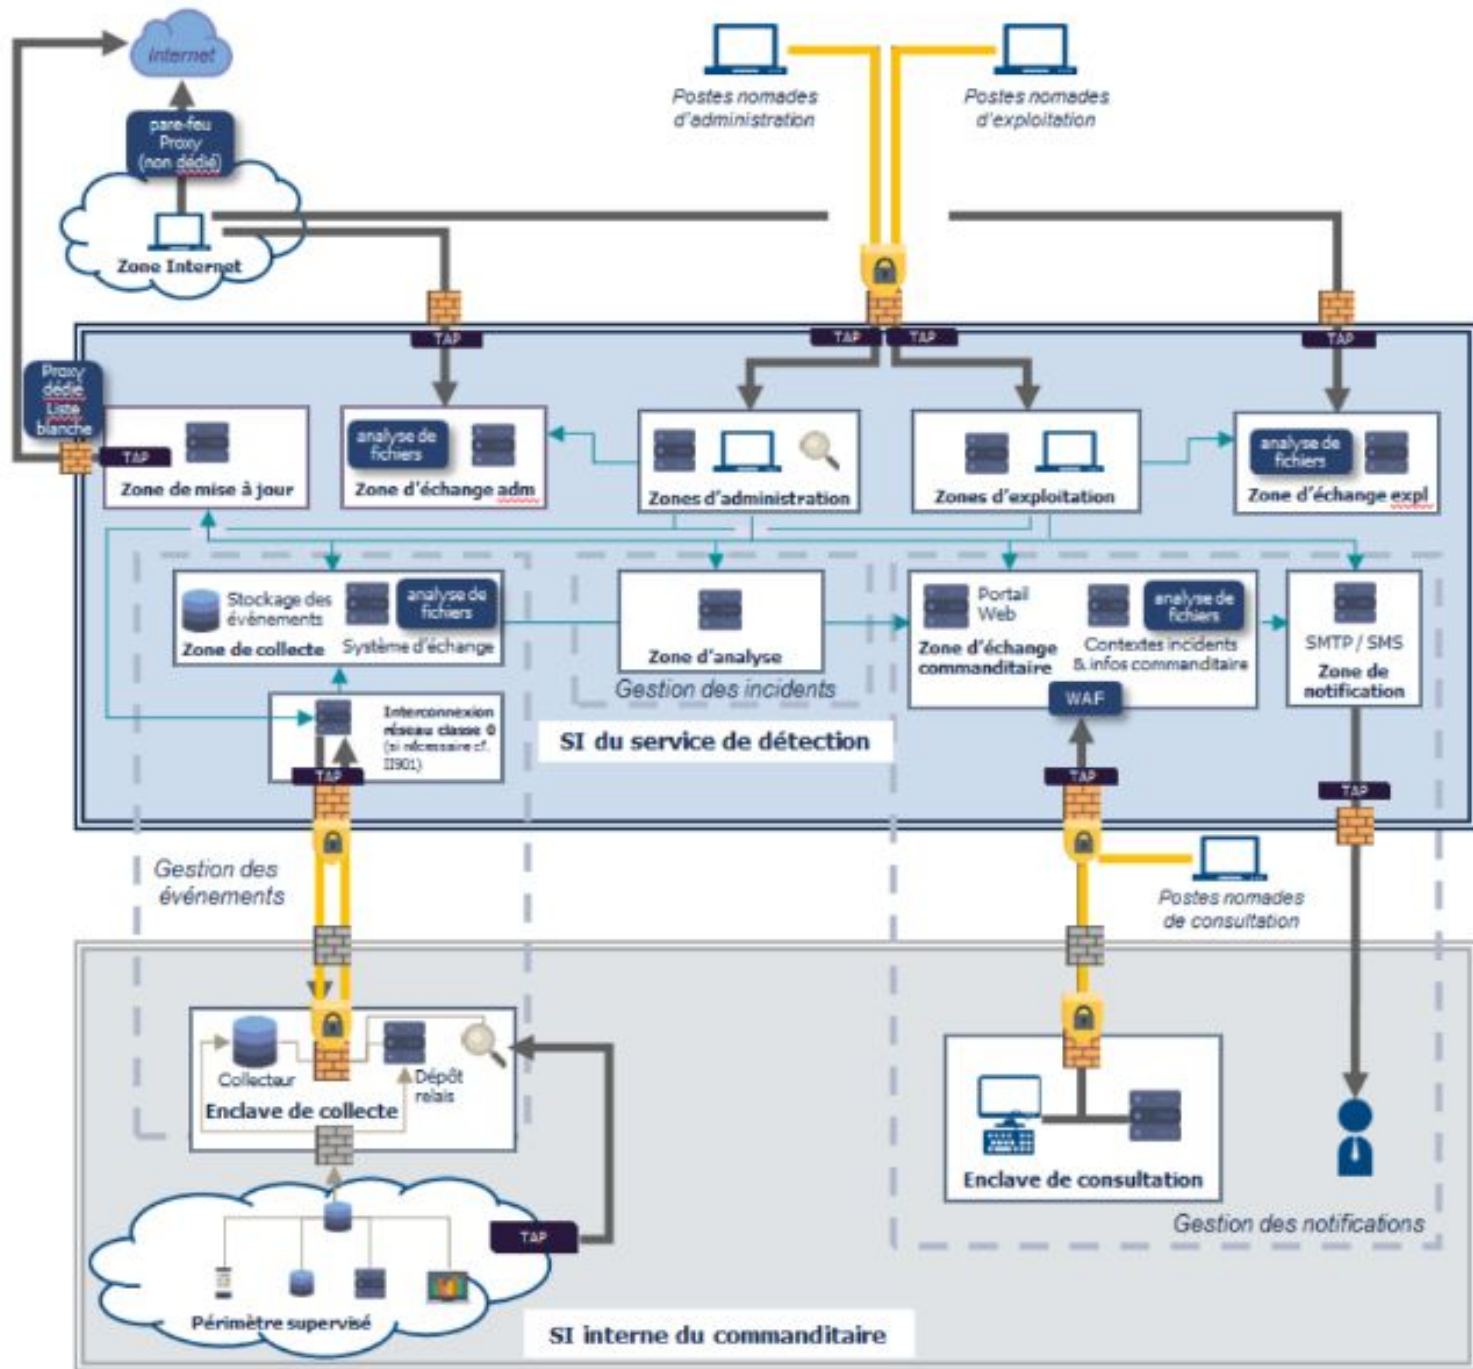 Internet
pare-feu
Proxy
(non dédié)
Zone Internet
Postes nomades
d'administration
Postes nomades
d'exploitation
TAP
TAP
TAP
TAP
Proxy
dédié
Liste
blanche
TAP
Zone de mise à jour
analyse de
fichiers
Zone d'échange adm
Zones d'administration
Zones d'exploitation
analyse de
fichiers
Zone d'échange expl
Stockage des
événements
Zone de collecte
analyse de
fichiers
Système d'échange
Zone d'analyse
Gestion des incidents
Portail
Web
Zone d'échange
commanditaire
analyse de
fichiers
Contextes incidents
& infos commanditaire
WAF
SMTP / SMS
Zone de
notification
Interconnexion
réseau classe 0
(si nécessaire cf.
II901)
TAP
SI du service de détection
TAP
TAP
Gestion des
événements
Postes nomades
de consultation
Collecteur
Dépôt
relais
Enclave de collecte
Enclave de consultation
Gestion des notifications
TAP
Périmètre supervisé
SI interne du commanditaire